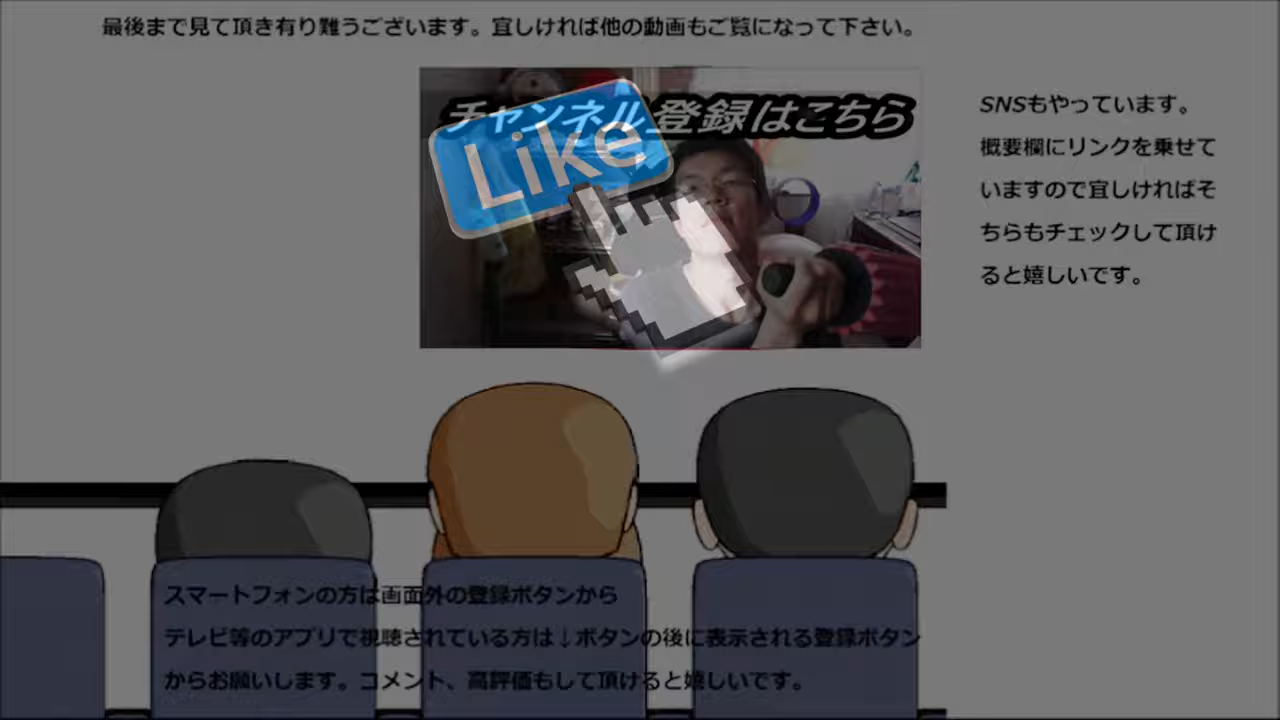 最後まで見て頂き有り難うございます。宜しければ他の動画もご覧になって下さい。
チャンネル登録はこちら
Like
SNSもやっています。
概要欄にリンクを乗せて
いますので宜しければそ
ちらもチェックして頂け
ると嬉しいです。
スマートフォンの方は画面外の登録ボタンから
テレビ等のアプリで視聴されている方は↓ボタンの後に表示される登録ボタン
からお願いします。コメント、高評価もして頂けると嬉しいです。